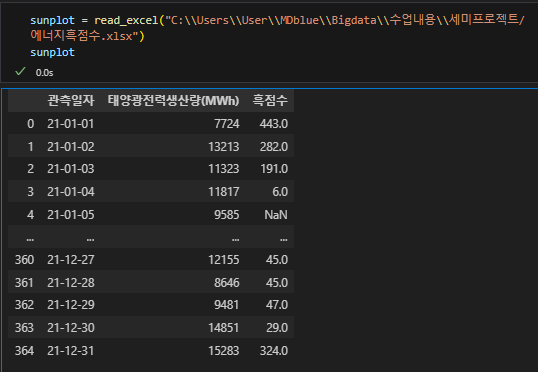 sunplot = read_excel("C:\\Users\\User\\MDblue\\Bigdata\\수업내용\\세미프로젝트/
에너지흑점수.xlsx")
sunplot
0.0s
관측일자 태양광전력생산량(MWh) 흑점수
0 21-01-01 7724 443.0
1 21-01-02 13213 282.0
2 21-01-03 11323 191.0
3 21-01-04 11817 6.0
4 21-01-05 9585 NaN
... ... ... ...
360 21-12-27 12155 45.0
361 21-12-28 8646 45.0
362 21-12-29 9481 47.0
363 21-12-30 14851 29.0
364 21-12-31 15283 324.0